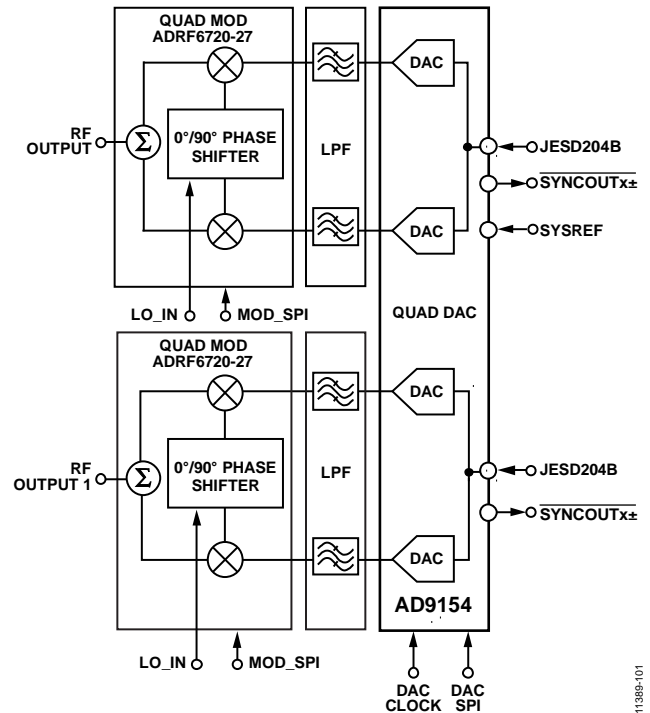 QUAD MOD
ADRF6720-27
DAC
RF
OUTPUT
Σ
0°/90° PHASE
SHIFTER
LPF
JESD204B
SYNCOUTx±
DAC
SYSREF
QUAD DAC
LO_IN
MOD_SPI
QUAD MOD
ADRF6720-27
DAC
RF
OUTPUT 1
Σ
0°/90° PHASE
SHIFTER
LPF
JESD204B
SYNCOUTx±
DAC
AD9154
LO_IN
MOD_SPI
DAC
CLOCK
DAC
SPI
11389-101